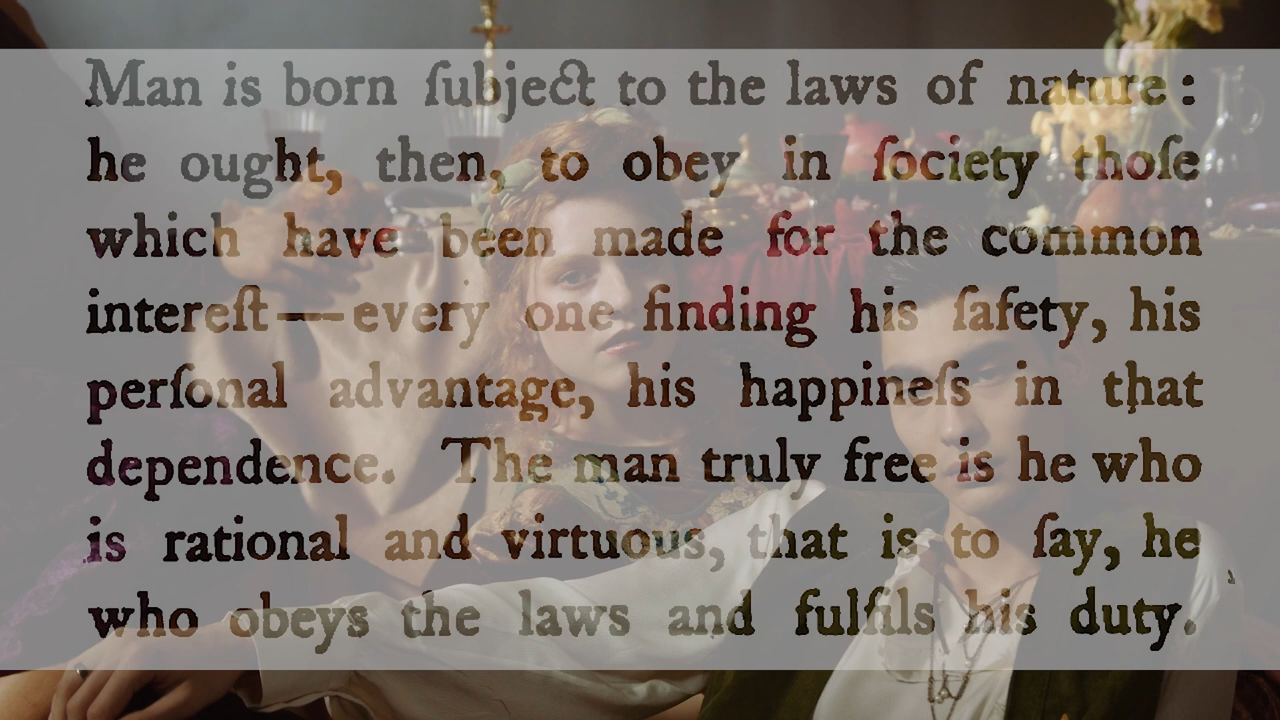 Man is born ſubject to the laws of nature:
he ought, then, to obey in ſociety thoſe
which have been made for the common
intereſt—every one finding his ſafety, his
perſonal advantage, his happineſs in that
dependence. The man truly free is he who
is rational and virtuous, that is to ſay, he
who obeys the laws and fulfils his duty.